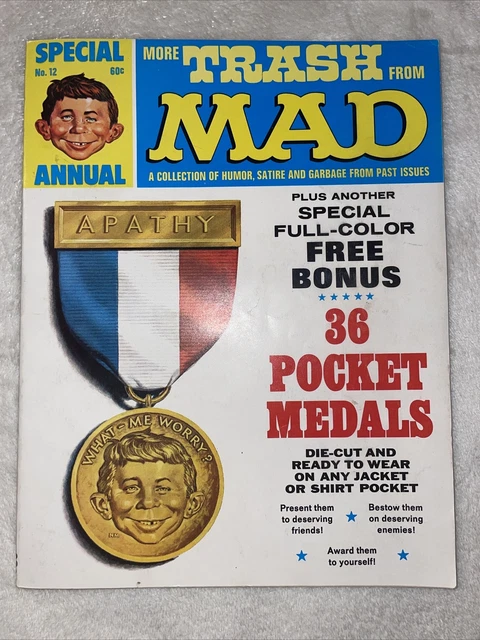 SPECIAL
No. 12 60c
ANNUAL
MORE TRASH FROM
MAD
A COLLECTION OF HUMOR, SATIRE AND GARBAGE FROM PAST ISSUES
APATHY
WHAT-ME WORRY?
PLUS ANOTHER
SPECIAL
FULL-COLOR
FREE
BONUS
36
POCKET
MEDALS
DIE-CUT AND
READY TO WEAR
ON ANY JACKET
OR SHIRT POCKET
Present them
to deserving
friends!
Bestow them
on deserving
enemies!
Award them
to yourself!